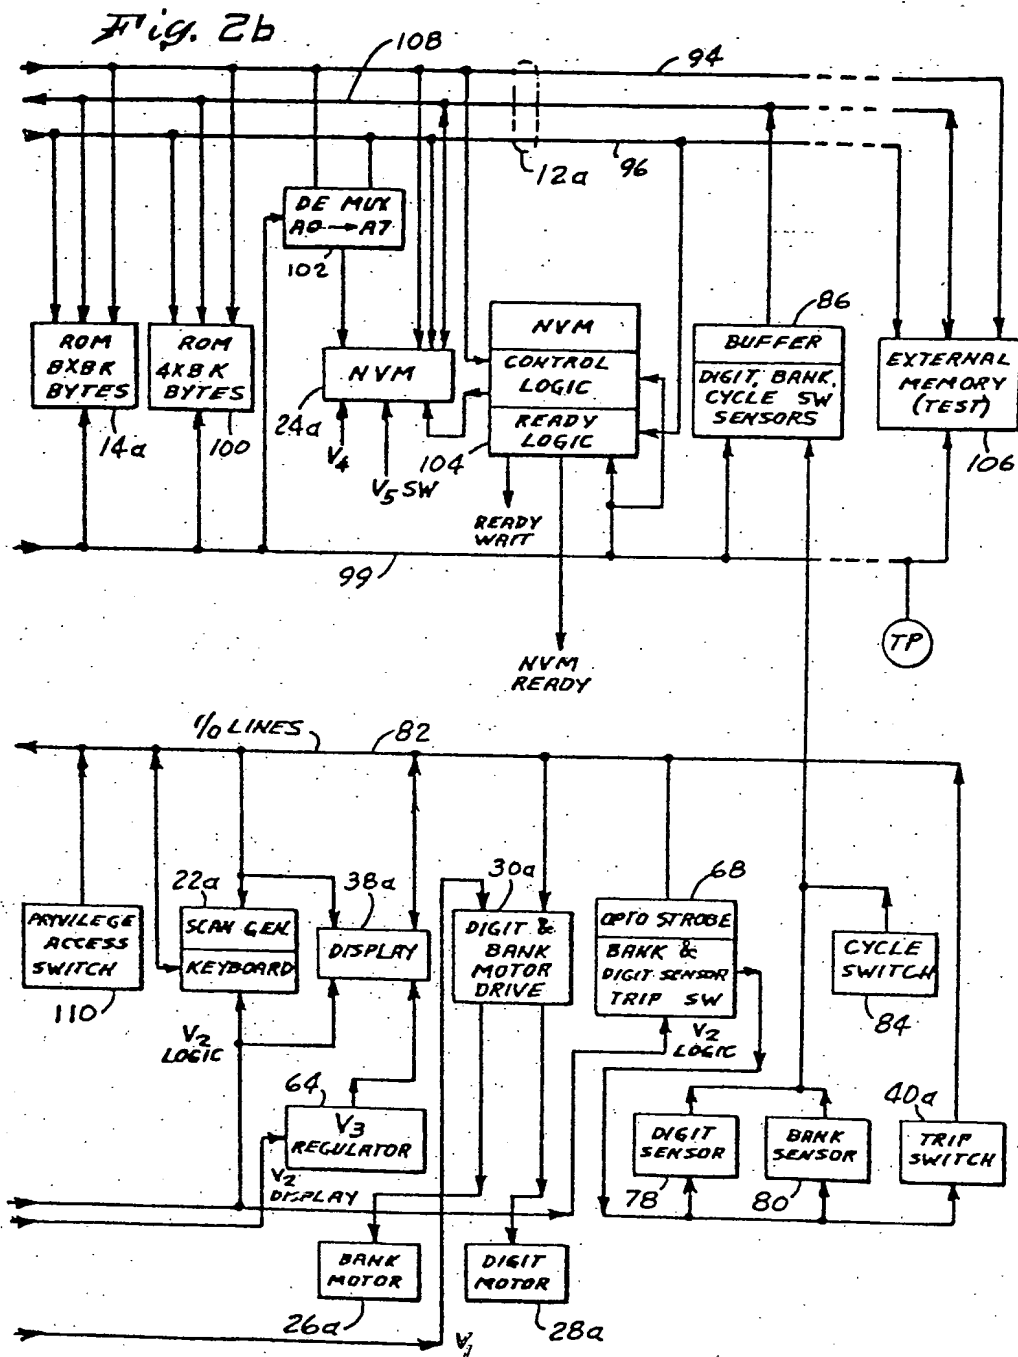 Fig. 2b
108
94
12a
96
DE MUX
A0→A7
102
ROM
8X8K
BYTES
14a
ROM
4X8K
BYTES
100
NVM
24a
V4
V5 SW
NVM
CONTROL
LOGIC
READY
LOGIC
104
READY
WAIT
NVM
READY
86
BUFFER
DIGIT, BANK,
CYCLE SW
SENSORS
EXTERNAL
MEMORY
(TEST)
106
99
TP
I/O LINES
82
PRIVILEGE
ACCESS
SWITCH
110
22a
SCAN GEN.
KEYBOARD
V2
LOGIC
38a
DISPLAY
30a
DIGIT &
BANK
MOTOR
DRIVE
68
OPTO STROBE
BANK &
DIGIT SENSOR
TRIP SW
V2
LOGIC
CYCLE
SWITCH
84
64
V3
REGULATOR
V2
DISPLAY
DIGIT
SENSOR
78
BANK
SENSOR
80
40a
TRIP
SWITCH
BANK
MOTOR
26a
DIGIT
MOTOR
28a
V1